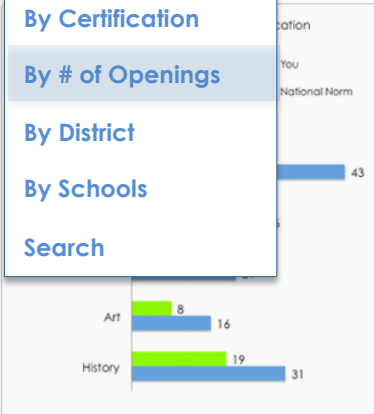 By Certification
By # of Openings
By District
By Schools
Search
You
National Norm
43
Art
8
16
History
19
31